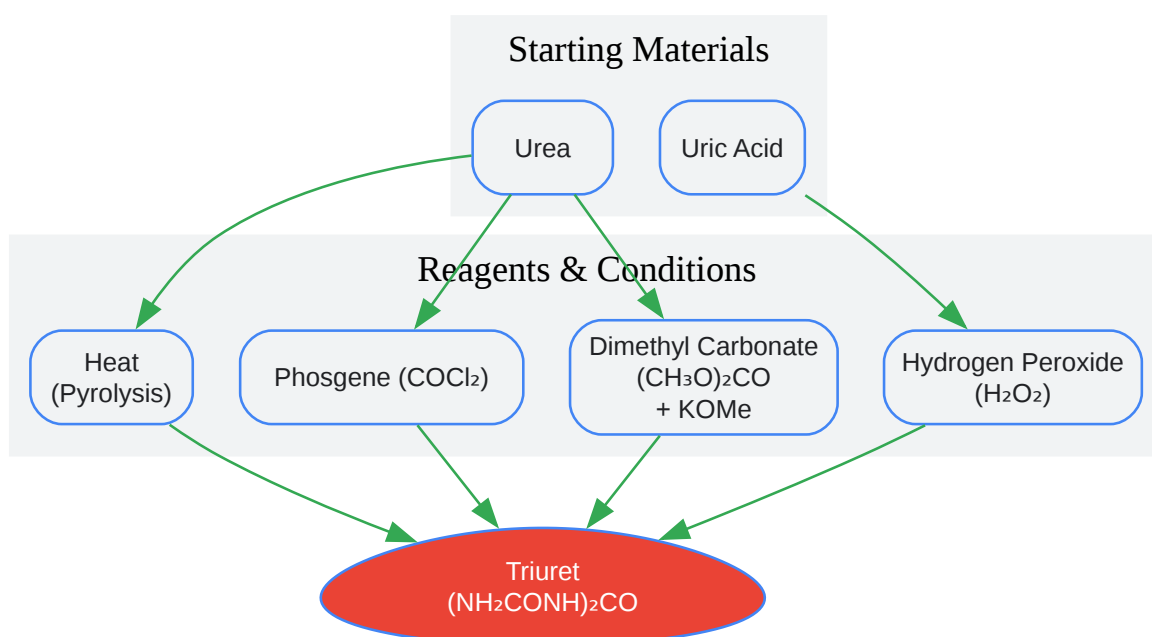 Starting Materials
Urea
Uric Acid
Reagents & Conditions
Heat
(Pyrolysis)
Phosgene (COCl₂)
Dimethyl Carbonate
(CH₃O)₂CO
+ KOMe
Hydrogen Peroxide
(H₂O₂)
Triuret
(NH₂CONH)₂CO